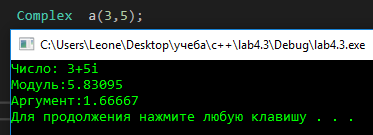 Complex a(3,5);
C:\Users\Leone\Desktop\учеба\c++\lab4.3\Debug\lab4.3.exe
Число: 3+5i
Модуль:5.83095
Аргумент:1.66667
Для продолжения нажмите любую клавишу . . .